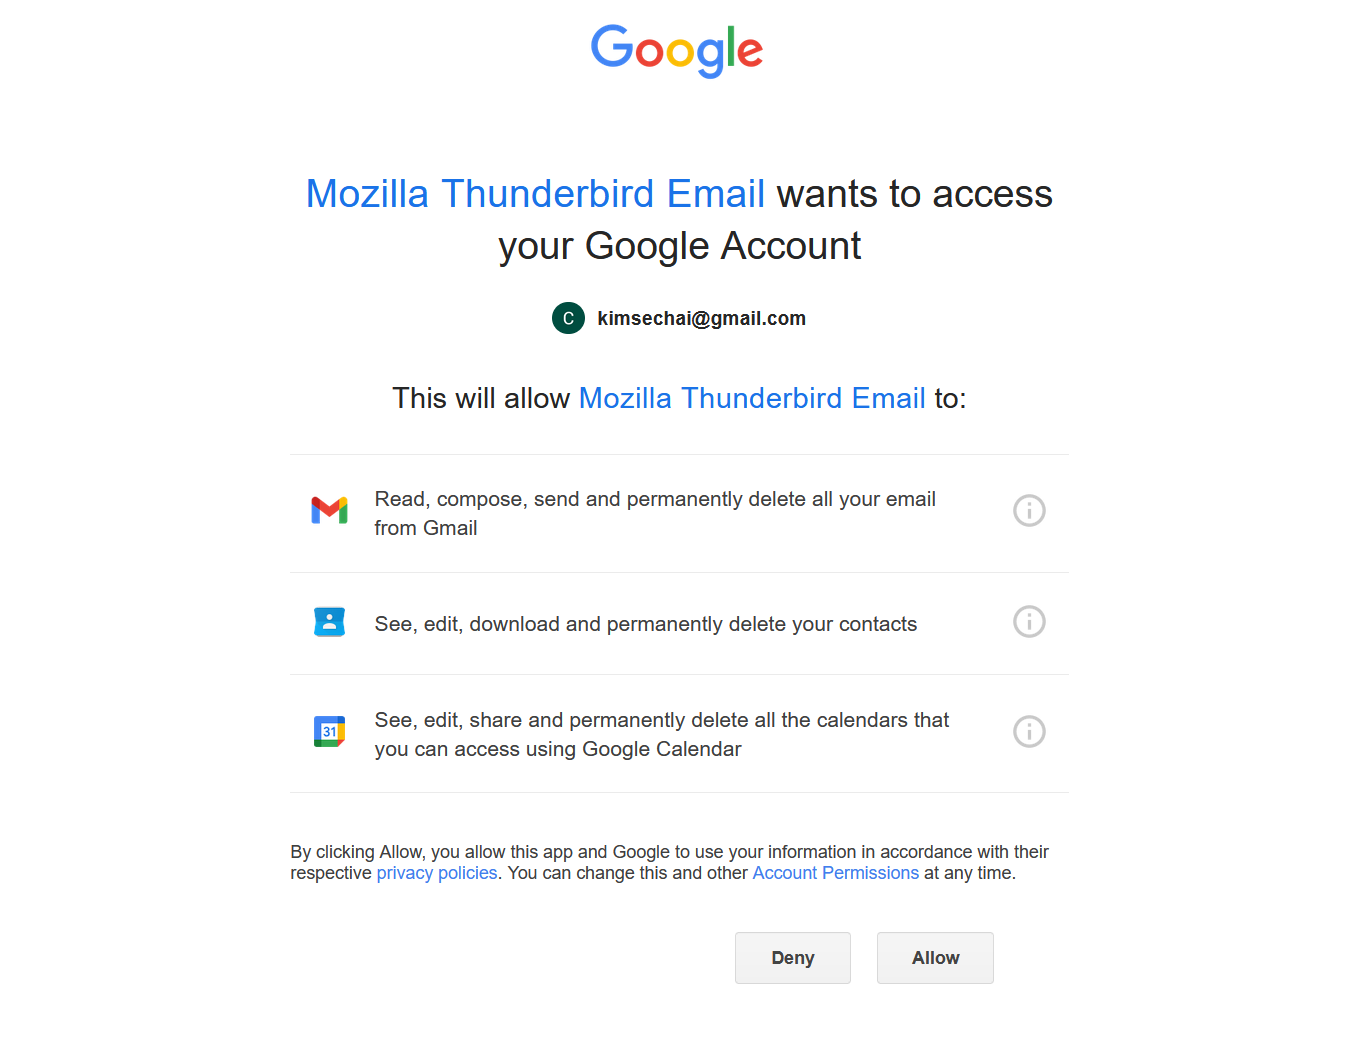 Google
Mozilla Thunderbird Email wants to access
your Google Account
C kimsechai@gmail.com
This will allow Mozilla Thunderbird Email to:
Read, compose, send and permanently delete all your email
from Gmail
See, edit, download and permanently delete your contacts
31
See, edit, share and permanently delete all the calendars that
you can access using Google Calendar
By clicking Allow, you allow this app and Google to use your information in accordance with their
respective privacy policies. You can change this and other Account Permissions at any time.
Deny Allow